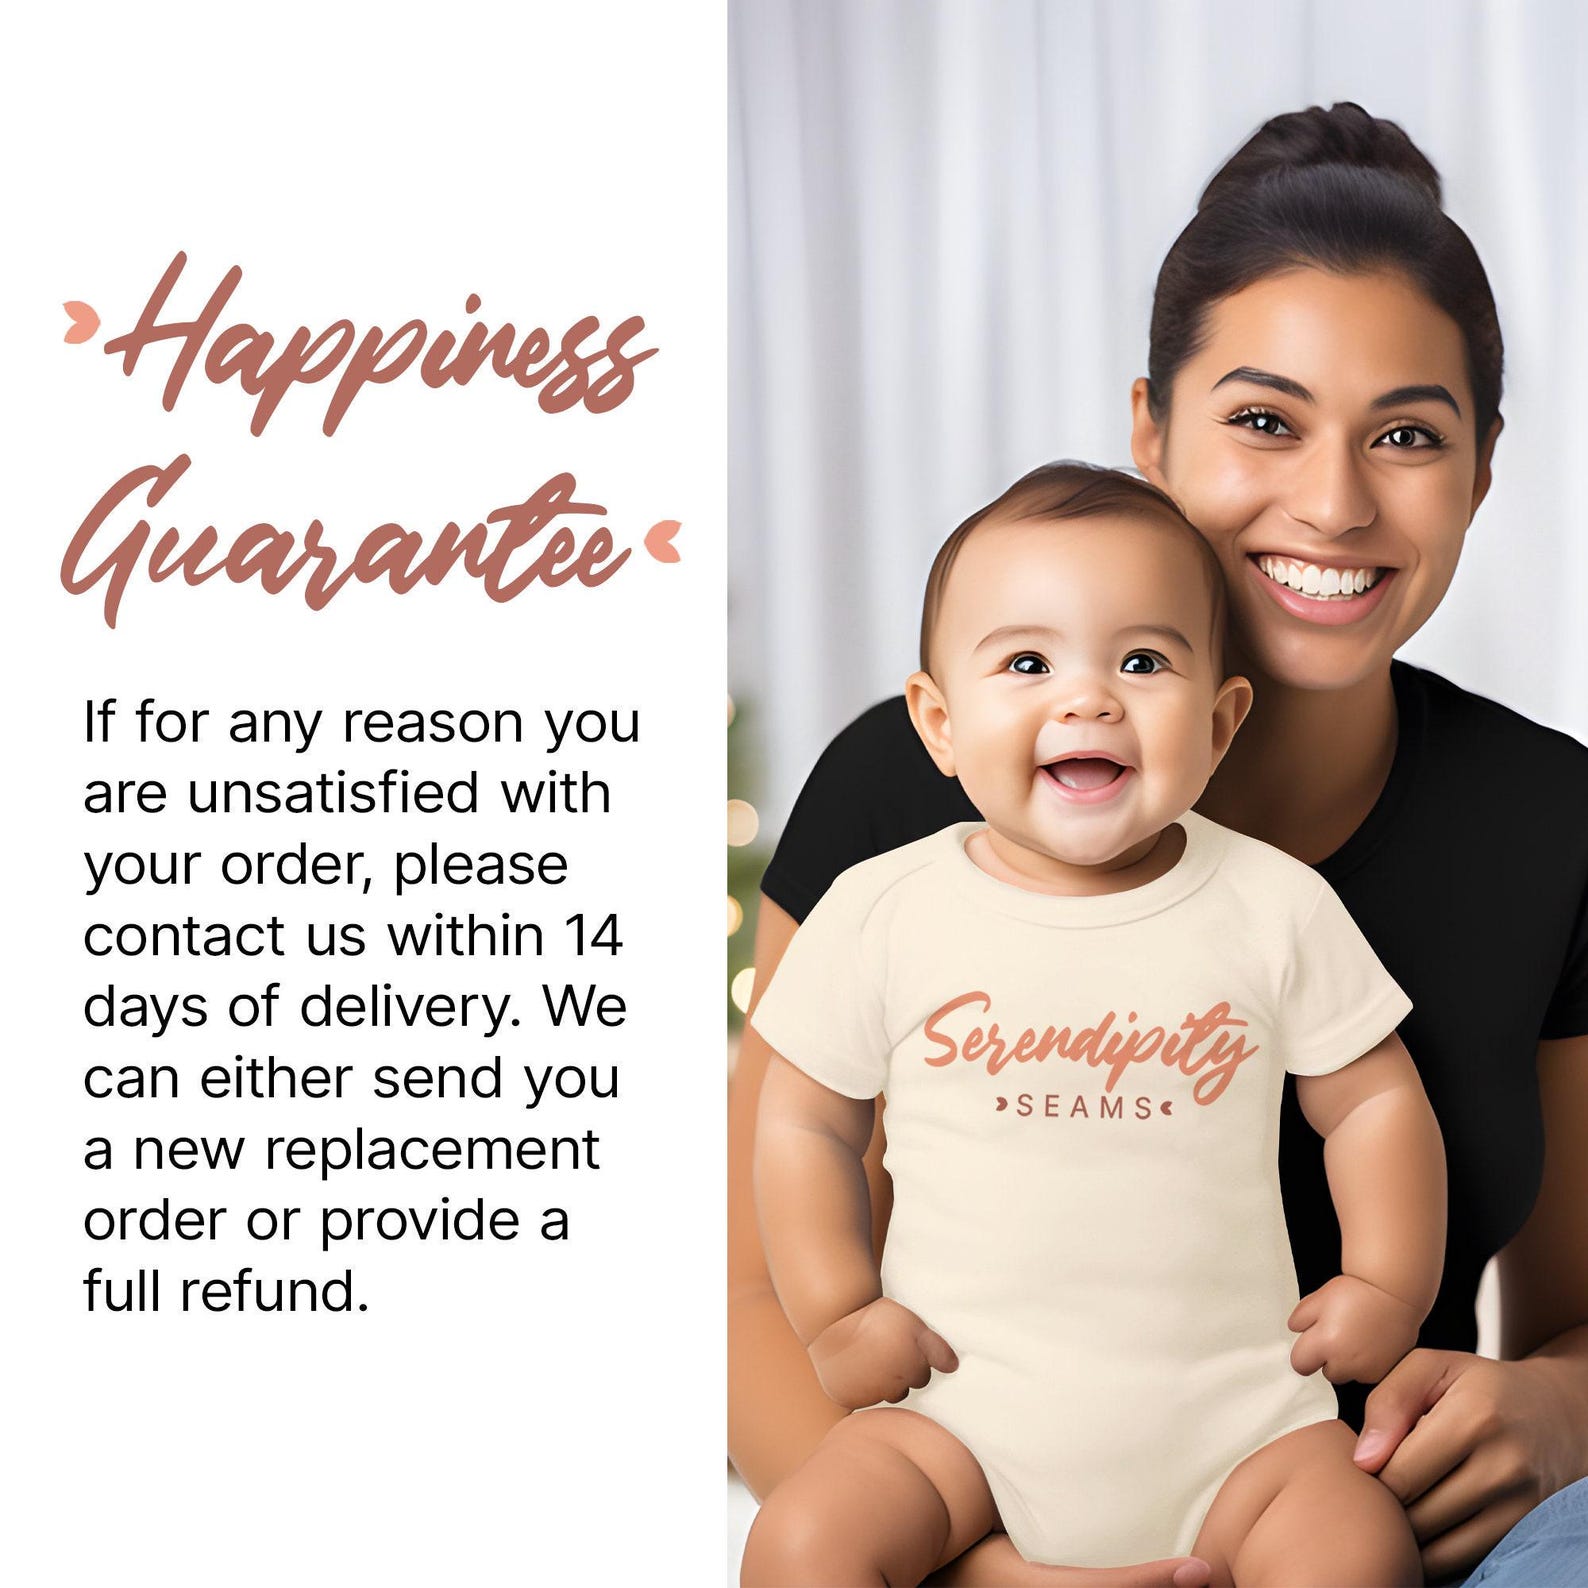 Happiness
Guarantee
If for any reason you
are unsatisfied with
your order, please
contact us within 14
days of delivery. We
can either send you
a new replacement
order or provide a
full refund.
Serendipity
SEAMS